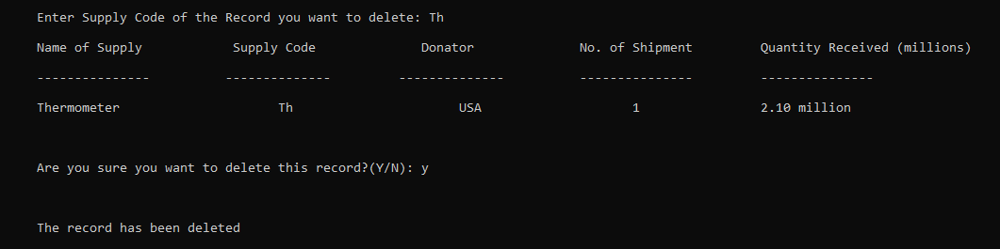 Enter Supply Code of the Record you want to delete: Th
Name of Supply Supply Code Donator No. of Shipment Quantity Received (millions)
--------------- -------------- -------------- --------------- ---------------
Thermometer Th USA 1 2.10 million
Are you sure you want to delete this record?(Y/N): y
The record has been deleted